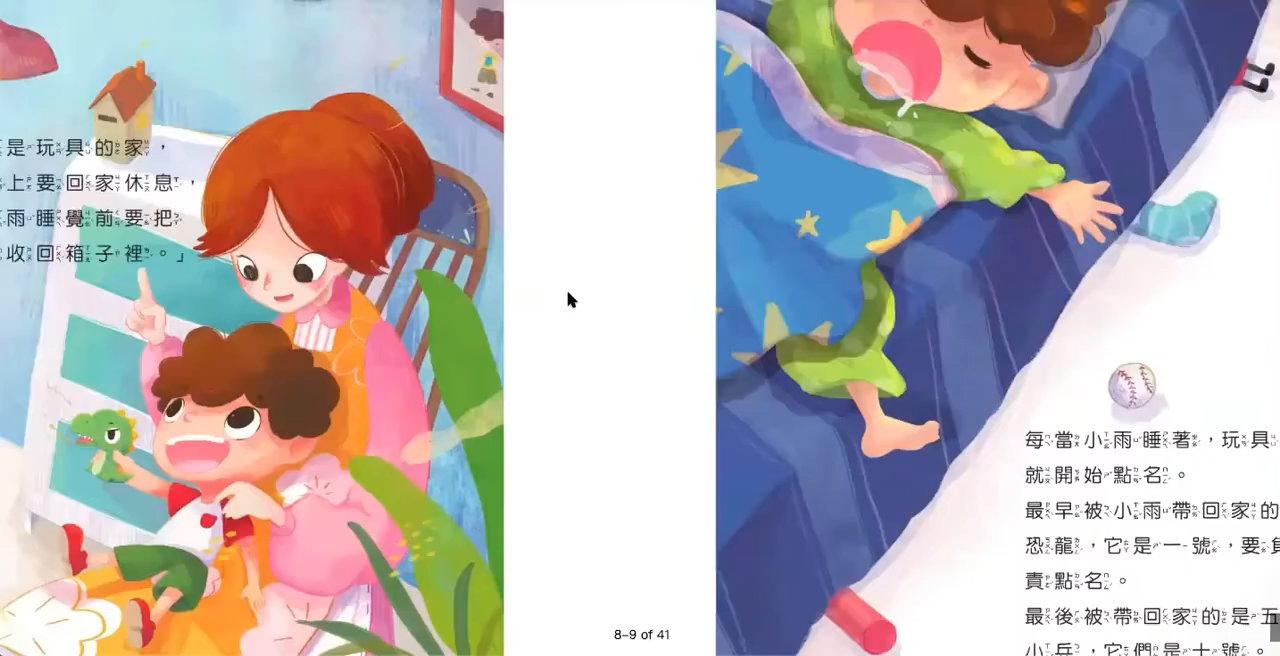 是玩具的家，
上要回家休息，
雨睡覺前要把
收回箱子裡。」
8–9 of 41
每當小雨睡著，玩具
就開始點名。
最早被小雨帶回家的
恐龍，它是一號，要負
責點名。
最後被帶回家的是五
小兵，它們是十號。